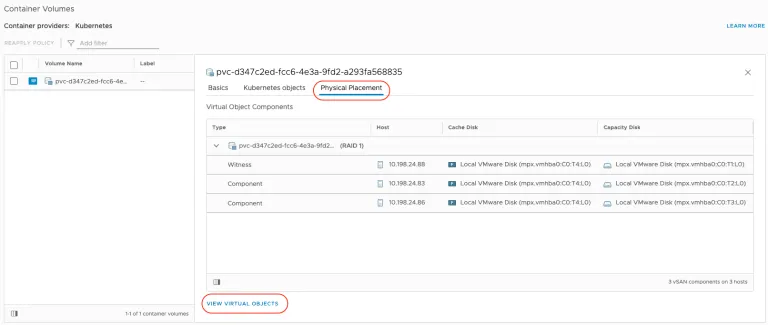 Container Volumes
Container providers: Kubernetes
LEARN MORE
REAPPLY POLICY
Add filter
Volume Name
Label
pvc-d347c2ed-fcc6-4e...
--
1-1 of 1 container volumes
pvc-d347c2ed-fcc6-4e3a-9fd2-a293fa568835
Basics Kubernetes objects Physical Placement
Virtual Object Components
Type Host Cache Disk Capacity Disk
pvc-d347c2ed-fcc6-4e3a-9fd2... (RAID 1)
Witness 10.198.24.88 Local VMware Disk (mpx.vmhba0:C0:T4:L0) Local VMware Disk (mpx.vmhba0:C0:T1:L0)
Component 10.198.24.83 Local VMware Disk (mpx.vmhba0:C0:T4:L0) Local VMware Disk (mpx.vmhba0:C0:T2:L0)
Component 10.198.24.86 Local VMware Disk (mpx.vmhba0:C0:T4:L0) Local VMware Disk (mpx.vmhba0:C0:T3:L0)
3 vSAN components on 3 hosts
VIEW VIRTUAL OBJECTS